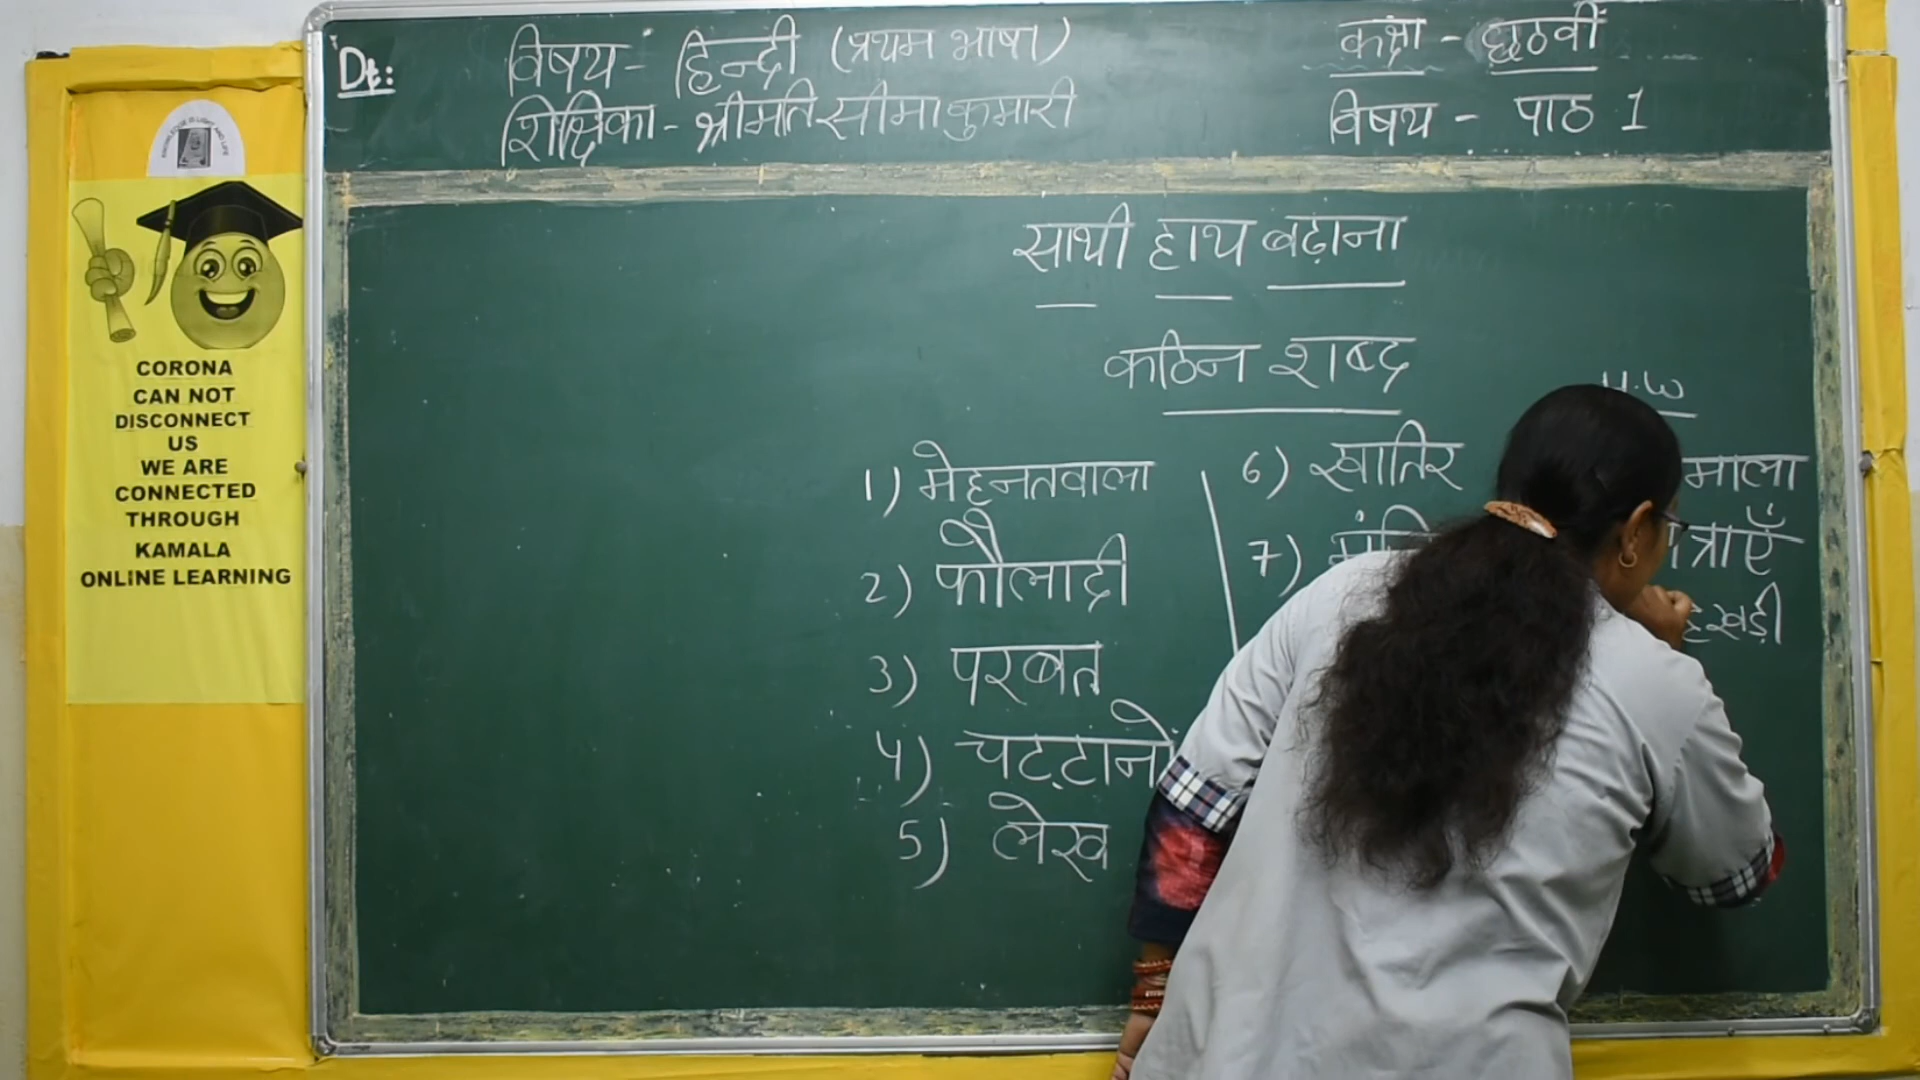 Dt:
विषय - हिन्दी (प्रथम भाषा)
शिक्षिका - श्रीमति सीमा कुमारी
कक्षा - छठवीं
विषय - पाठ 1
CORONA
CAN NOT
DISCONNECT
US
WE ARE
CONNECTED
THROUGH
KAMALA
ONLINE LEARNING
साथी हाथ बढ़ाना
कठिन शब्द
1) मेहनतवाला
2) फौलादी
3) परबत
4) चट्टानों
5) लेख
6) खातिर
7)
H.W
माला